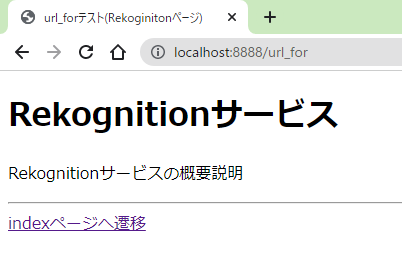 url_forテスト(Rekoginitonページ)
localhost:8888/url_for
Rekognitionサービス
Rekognitionサービスの概要説明
indexページへ遷移